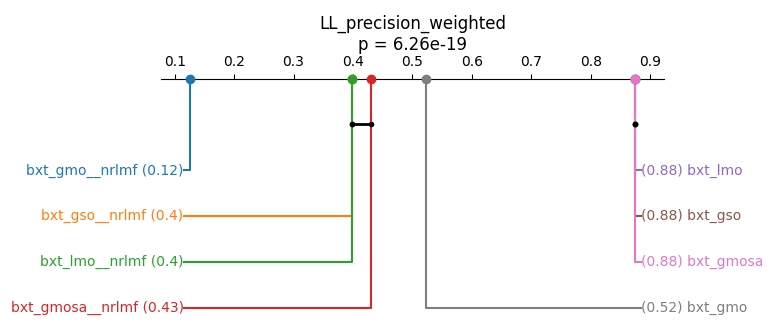 LL_precision_weighted
p = 6.26e-19
0.1 0.2 0.3 0.4 0.5 0.6 0.7 0.8 0.9
bxt_gmo__nrlmf (0.12) (0.88) bxt_lmo
bxt_gso__nrlmf (0.4) (0.88) bxt_gso
bxt_lmo__nrlmf (0.4) (0.88) bxt_gmosa
bxt_gmosa__nrlmf (0.43) (0.52) bxt_gmo